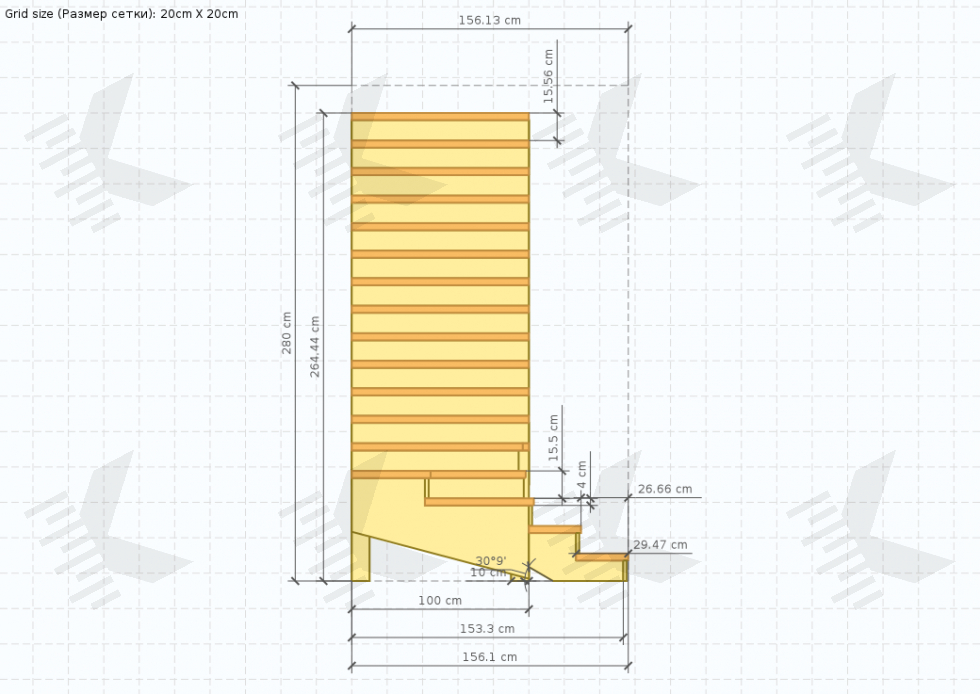 Grid size (Размер сетки): 20cm X 20cm
156.13 cm
15.56 cm
280 cm
264.44 cm
15.5 cm
4 cm
26.66 cm
29.47 cm
30°9'
10 cm
100 cm
153.3 cm
156.1 cm